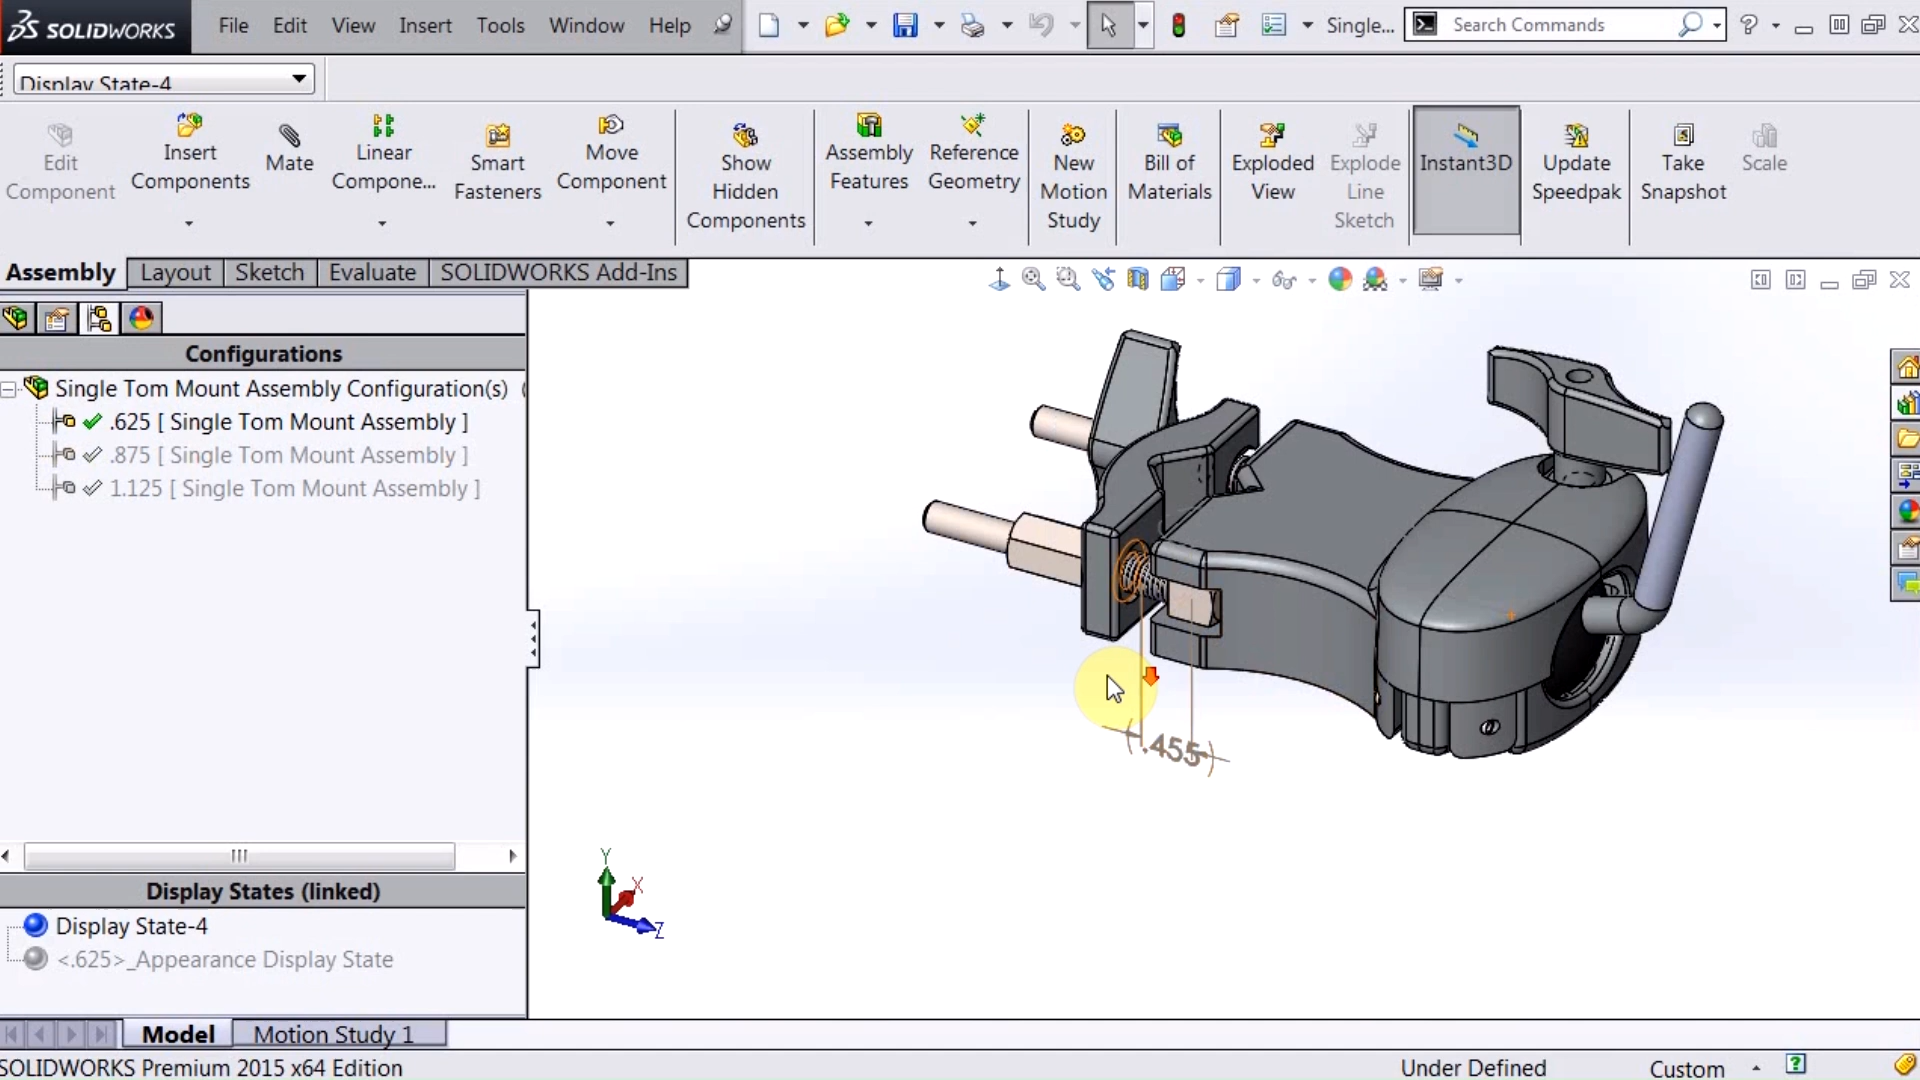 SOLIDWORKS File Edit View Insert Tools Window Help Single... Search Commands ?
Display State-4
Edit Component
Insert Components
Mate
Linear Compone...
Smart Fasteners
Move Component
Show Hidden Components
Assembly Features
Reference Geometry
New Motion Study
Bill of Materials
Exploded View
Explode Line Sketch
Instant3D
Update Speedpak
Take Snapshot
Scale
Assembly Layout Sketch Evaluate SOLIDWORKS Add-Ins
Configurations
Single Tom Mount Assembly Configuration(s) (
.625 [ Single Tom Mount Assembly ]
.875 [ Single Tom Mount Assembly ]
1.125 [ Single Tom Mount Assembly ]
(.455)
Y
X
Z
Display States (linked)
Display State-4
<.625>_Appearance Display State
Model Motion Study 1
SOLIDWORKS Premium 2015 x64 Edition Under Defined Custom ?